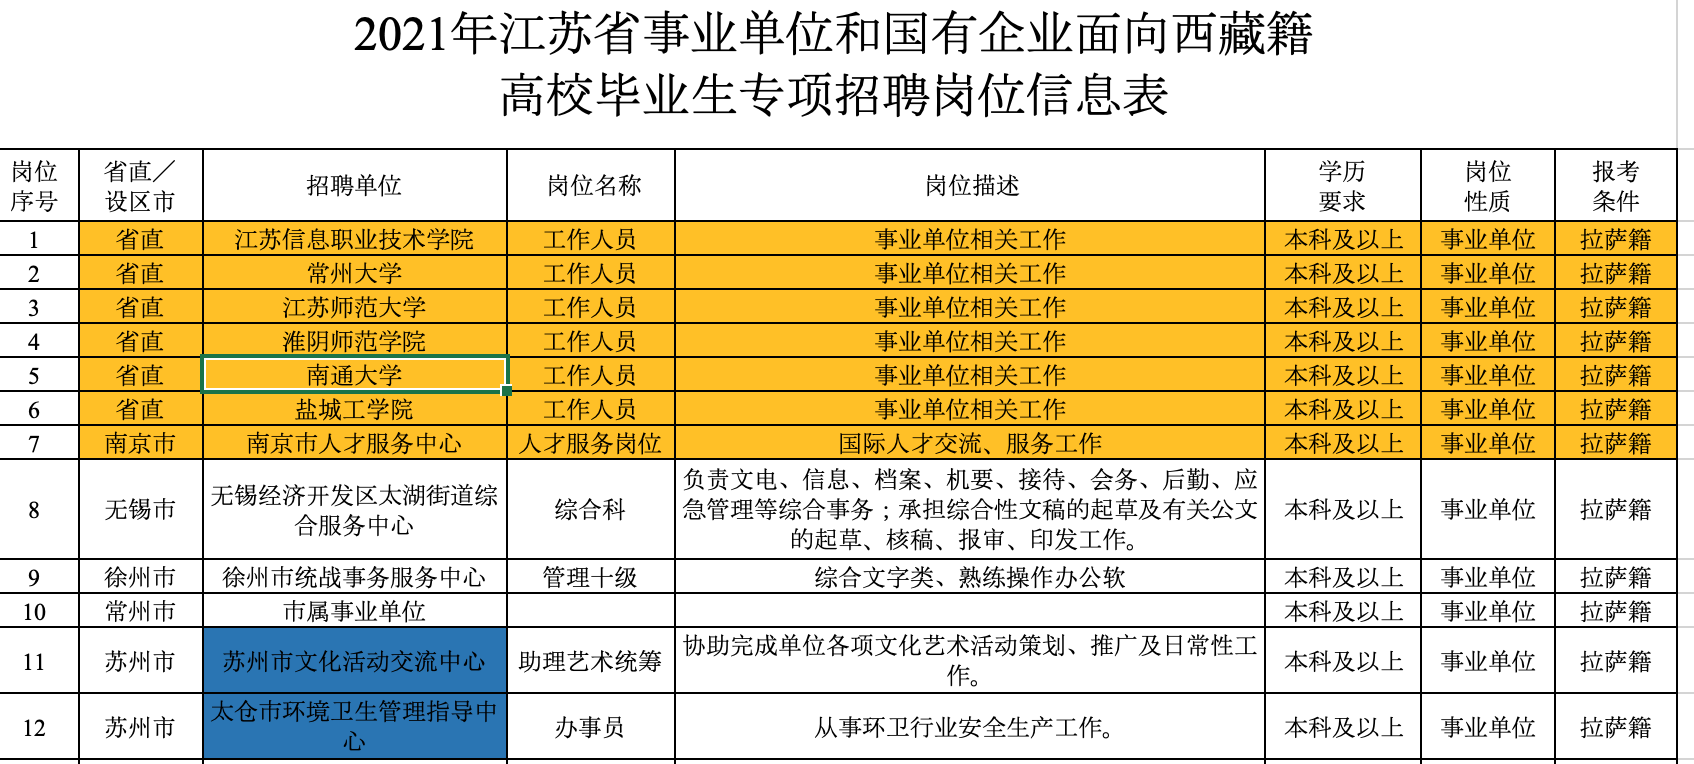 2021年江苏省事业单位和国有企业面向西藏籍
高校毕业生专项招聘岗位信息表
岗位序号 省直／设区市 招聘单位 岗位名称 岗位描述 学历要求 岗位性质 报考条件
1 省直 江苏信息职业技术学院 工作人员 事业单位相关工作 本科及以上 事业单位 拉萨籍
2 省直 常州大学 工作人员 事业单位相关工作 本科及以上 事业单位 拉萨籍
3 省直 江苏师范大学 工作人员 事业单位相关工作 本科及以上 事业单位 拉萨籍
4 省直 淮阴师范学院 工作人员 事业单位相关工作 本科及以上 事业单位 拉萨籍
5 省直 南通大学 工作人员 事业单位相关工作 本科及以上 事业单位 拉萨籍
6 省直 盐城工学院 工作人员 事业单位相关工作 本科及以上 事业单位 拉萨籍
7 南京市 南京市人才服务中心 人才服务岗位 国际人才交流、服务工作 本科及以上 事业单位 拉萨籍
8 无锡市 无锡经济开发区太湖街道综合服务中心 综合科 负责文电、信息、档案、机要、接待、会务、后勤、应急管理等综合事务；承担综合性文稿的起草及有关公文的起草、核稿、报审、印发工作。 本科及以上 事业单位 拉萨籍
9 徐州市 徐州市统战事务服务中心 管理十级 综合文字类、熟练操作办公软 本科及以上 事业单位 拉萨籍
10 常州市 市属事业单位 本科及以上 事业单位 拉萨籍
11 苏州市 苏州市文化活动交流中心 助理艺术统筹 协助完成单位各项文化艺术活动策划、推广及日常性工作。 本科及以上 事业单位 拉萨籍
12 苏州市 太仓市环境卫生管理指导中心 办事员 从事环卫行业安全生产工作。 本科及以上 事业单位 拉萨籍